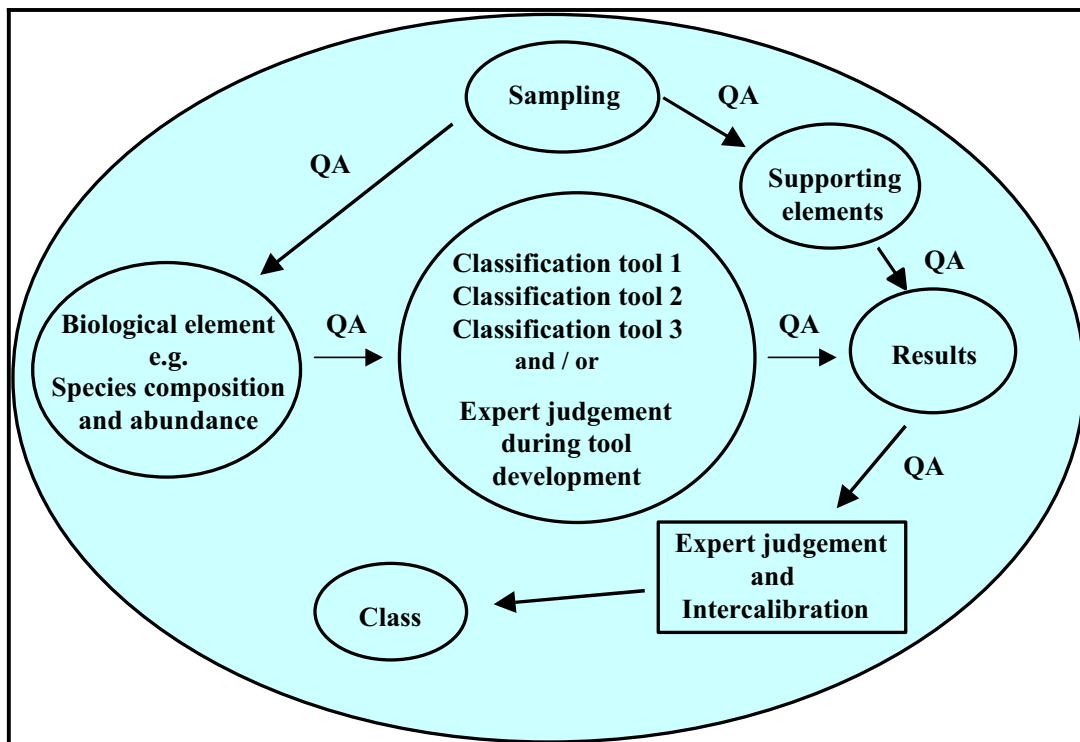 Sampling
QA
QA
Supporting
elements
QA
Biological element
e.g.
Species composition
and abundance
QA
Classification tool 1
Classification tool 2
Classification tool 3
and / or
Expert judgement
during tool
development
QA
Results
QA
Expert judgement
and
Intercalibration
Class